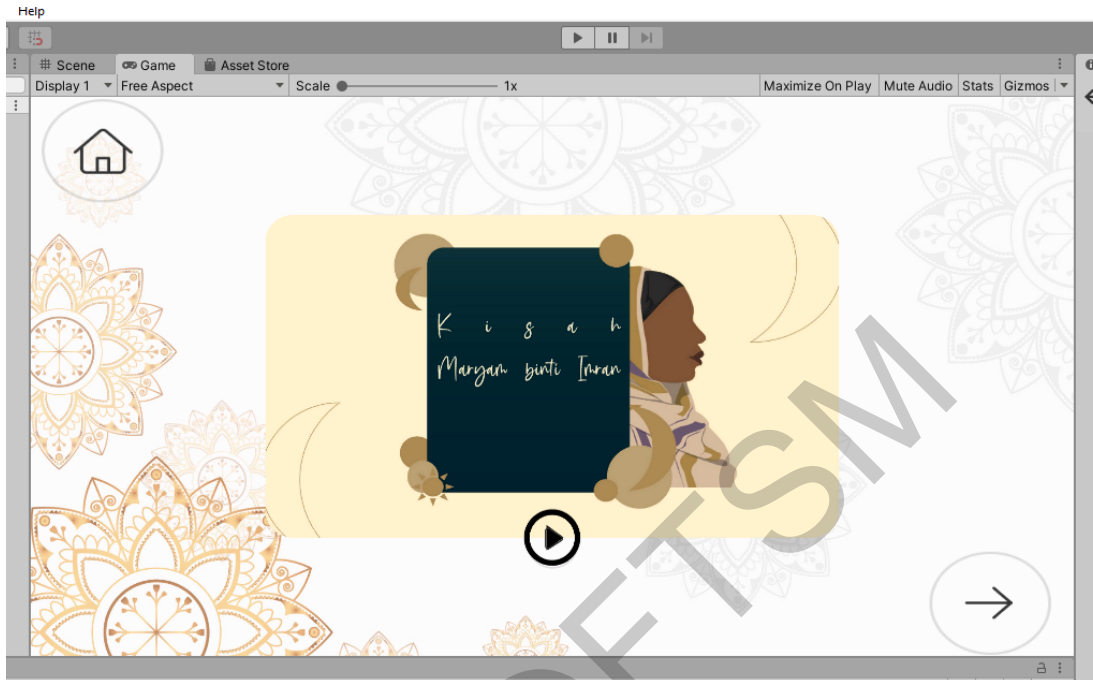 Help
Scene Game Asset Store
Display 1 Free Aspect Scale 1x Maximize On Play Mute Audio Stats Gizmos
Kisah
Maryam binti Imran
FTSM